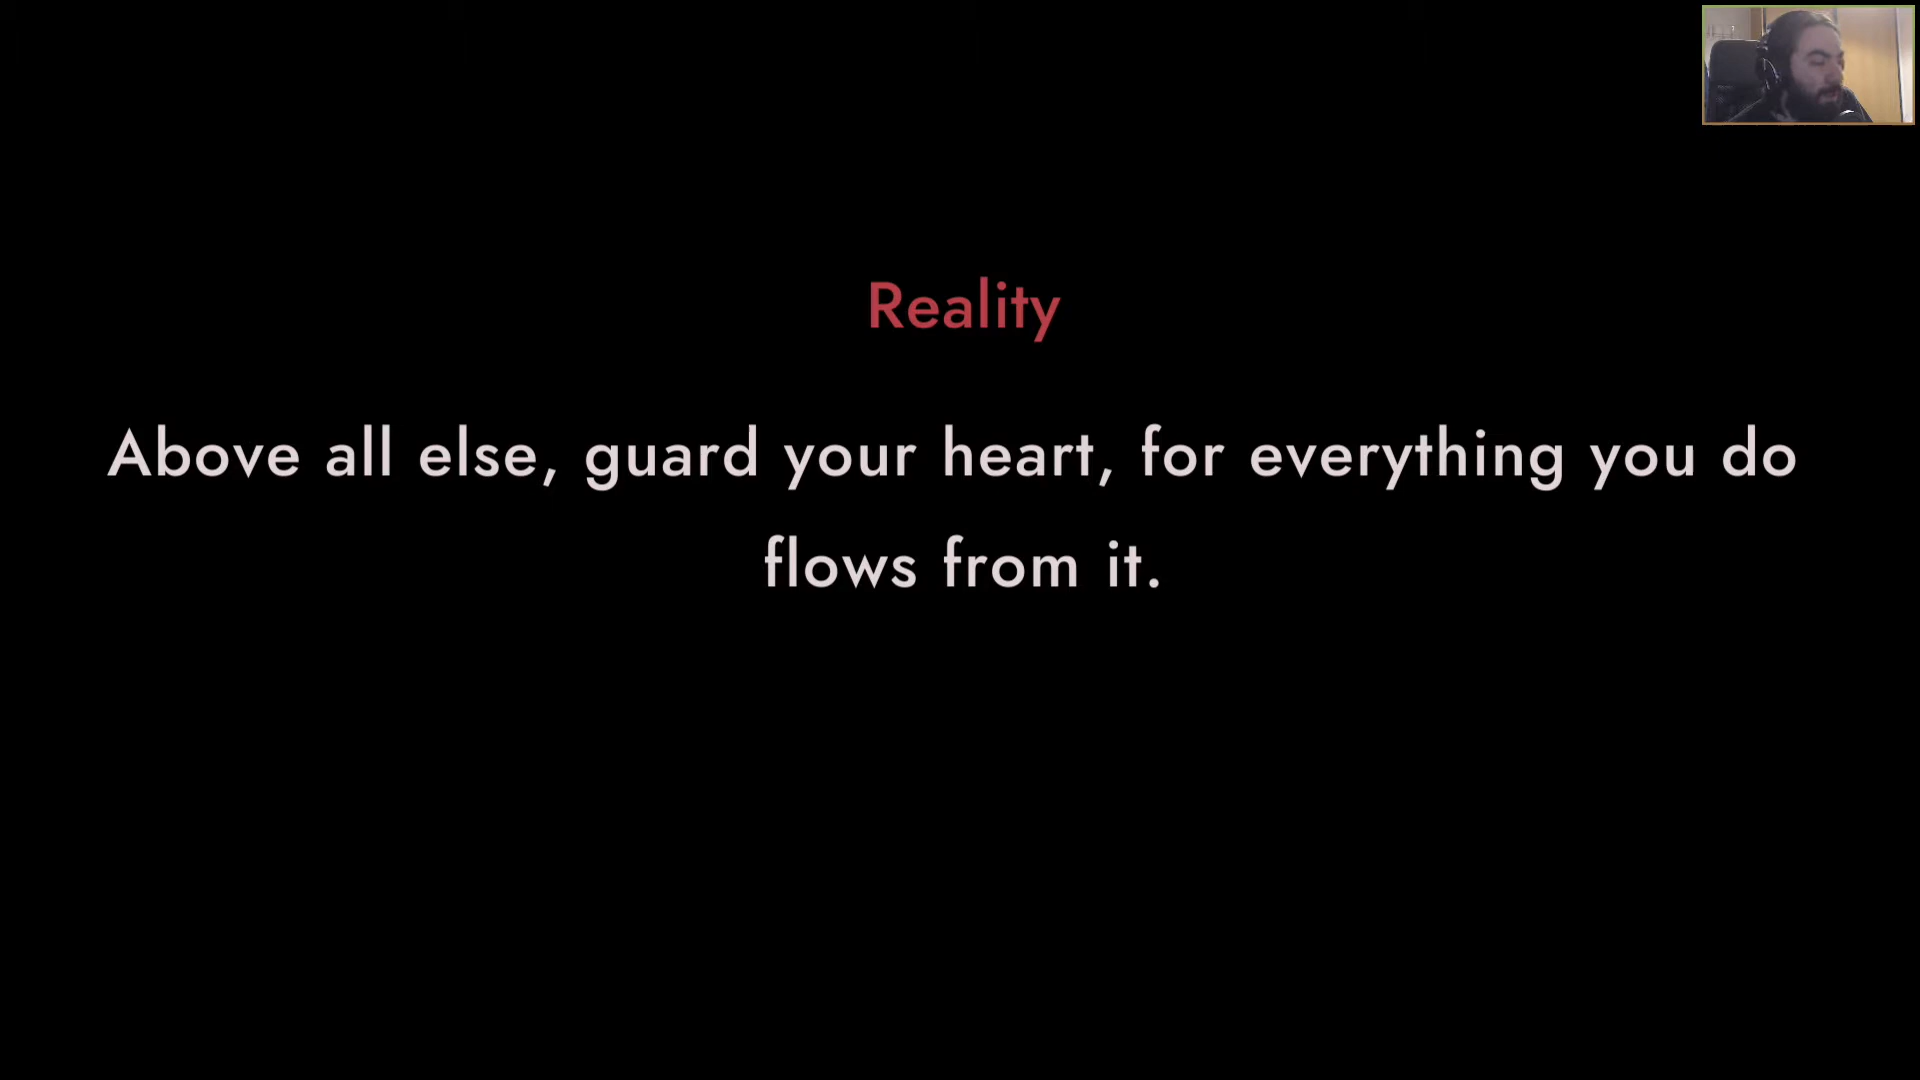 Reality
Above all else, guard your heart, for everything you do
flows from it.